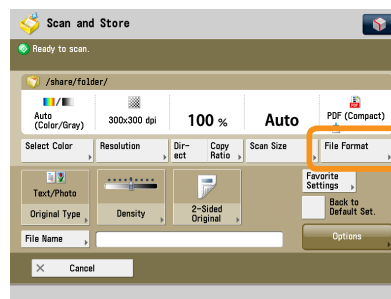 Scan and Store
Ready to scan.
/share/folder/
Auto
(Color/Gray)
300x300 dpi
100 %
Auto
PDF (Compact)
Select Color
Resolution
Dir-
ect
Copy
Ratio
Scan Size
File Format
Text/Photo
Original Type
Density
2-Sided
Original
Favorite
Settings
Back to
Default Set.
File Name
Options
Cancel